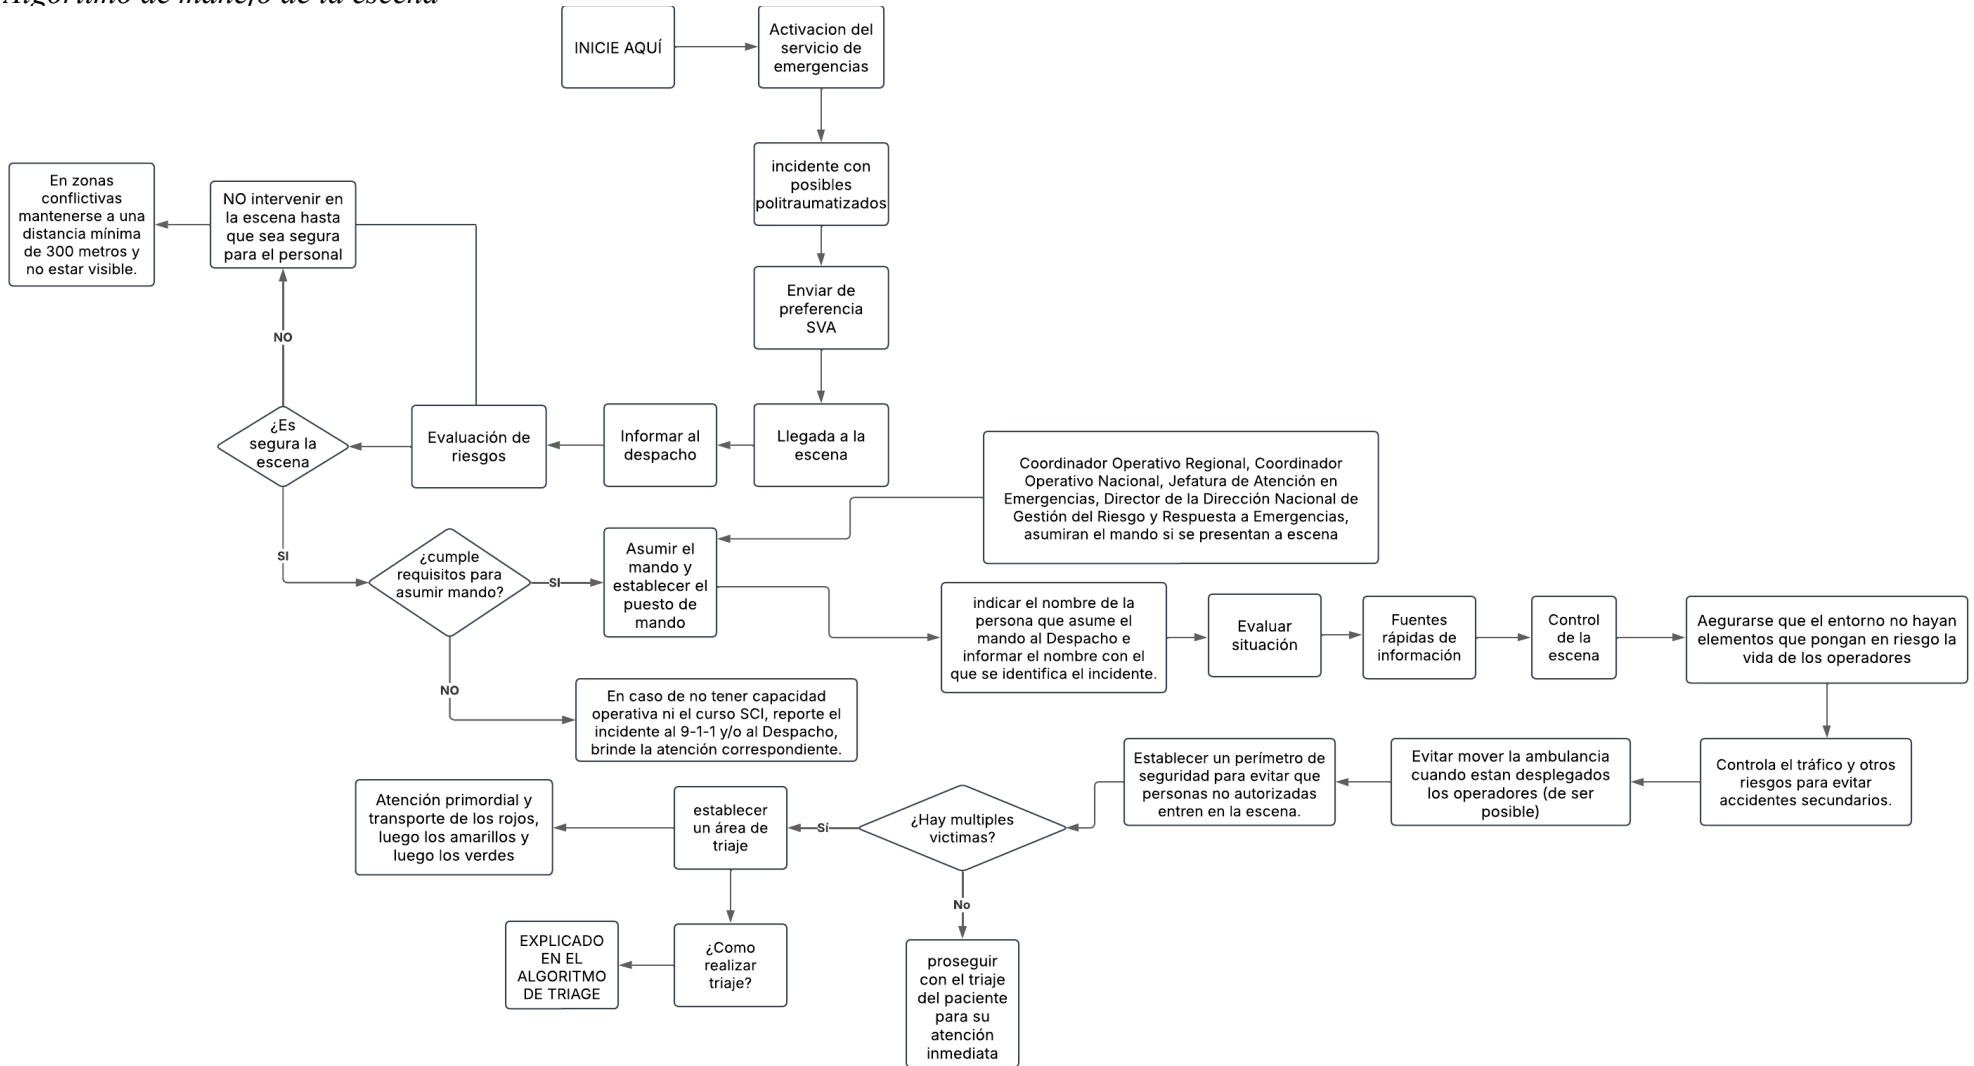 Algoritmo de manejo de la escena
INICIE AQUÍ
Activacion del
servicio de
emergencias
incidente con
posibles
politraumatizados
Enviar de
preferencia
SVA
Llegada a la
escena
Informar al
despacho
Evaluación de
riesgos
¿Es
segura la
escena
NO
NO intervenir en
la escena hasta
que sea segura
para el personal
En zonas
conflictivas
mantenerse a una
distancia mínima
de 300 metros y
no estar visible.
SI
¿cumple
requisitos para
asumir mando?
SI
Asumir el
mando y
establecer el
puesto de
mando
Coordinador Operativo Regional, Coordinador
Operativo Nacional, Jefatura de Atención en
Emergencias, Director de la Dirección Nacional de
Gestión del Riesgo y Respuesta a Emergencias,
asumiran el mando si se presentan a escena
NO
En caso de no tener capacidad
operativa ni el curso SCI, reporte el
incidente al 9-1-1 y/o al Despacho,
brinde la atención correspondiente.
indicar el nombre de la
persona que asume el
mando al Despacho e
informar el nombre con el
que se identifica el incidente.
Evaluar
situación
Fuentes
rápidas de
información
Control
de la
escena
Aegurarse que el entorno no hayan
elementos que pongan en riesgo la
vida de los operadores
Controla el tráfico y otros
riesgos para evitar
accidentes secundarios.
Evitar mover la ambulancia
cuando estan desplegados
los operadores (de ser
posible)
Establecer un perímetro de
seguridad para evitar que
personas no autorizadas
entren en la escena.
¿Hay multiples
victimas?
Sí
establecer
un área de
triaje
Atención primordial y
transporte de los rojos,
luego los amarillos y
luego los verdes
¿Como
realizar
triaje?
EXPLICADO
EN EL
ALGORITMO
DE TRIAGE
No
proseguir
con el triaje
del paciente
para su
atención
inmediata